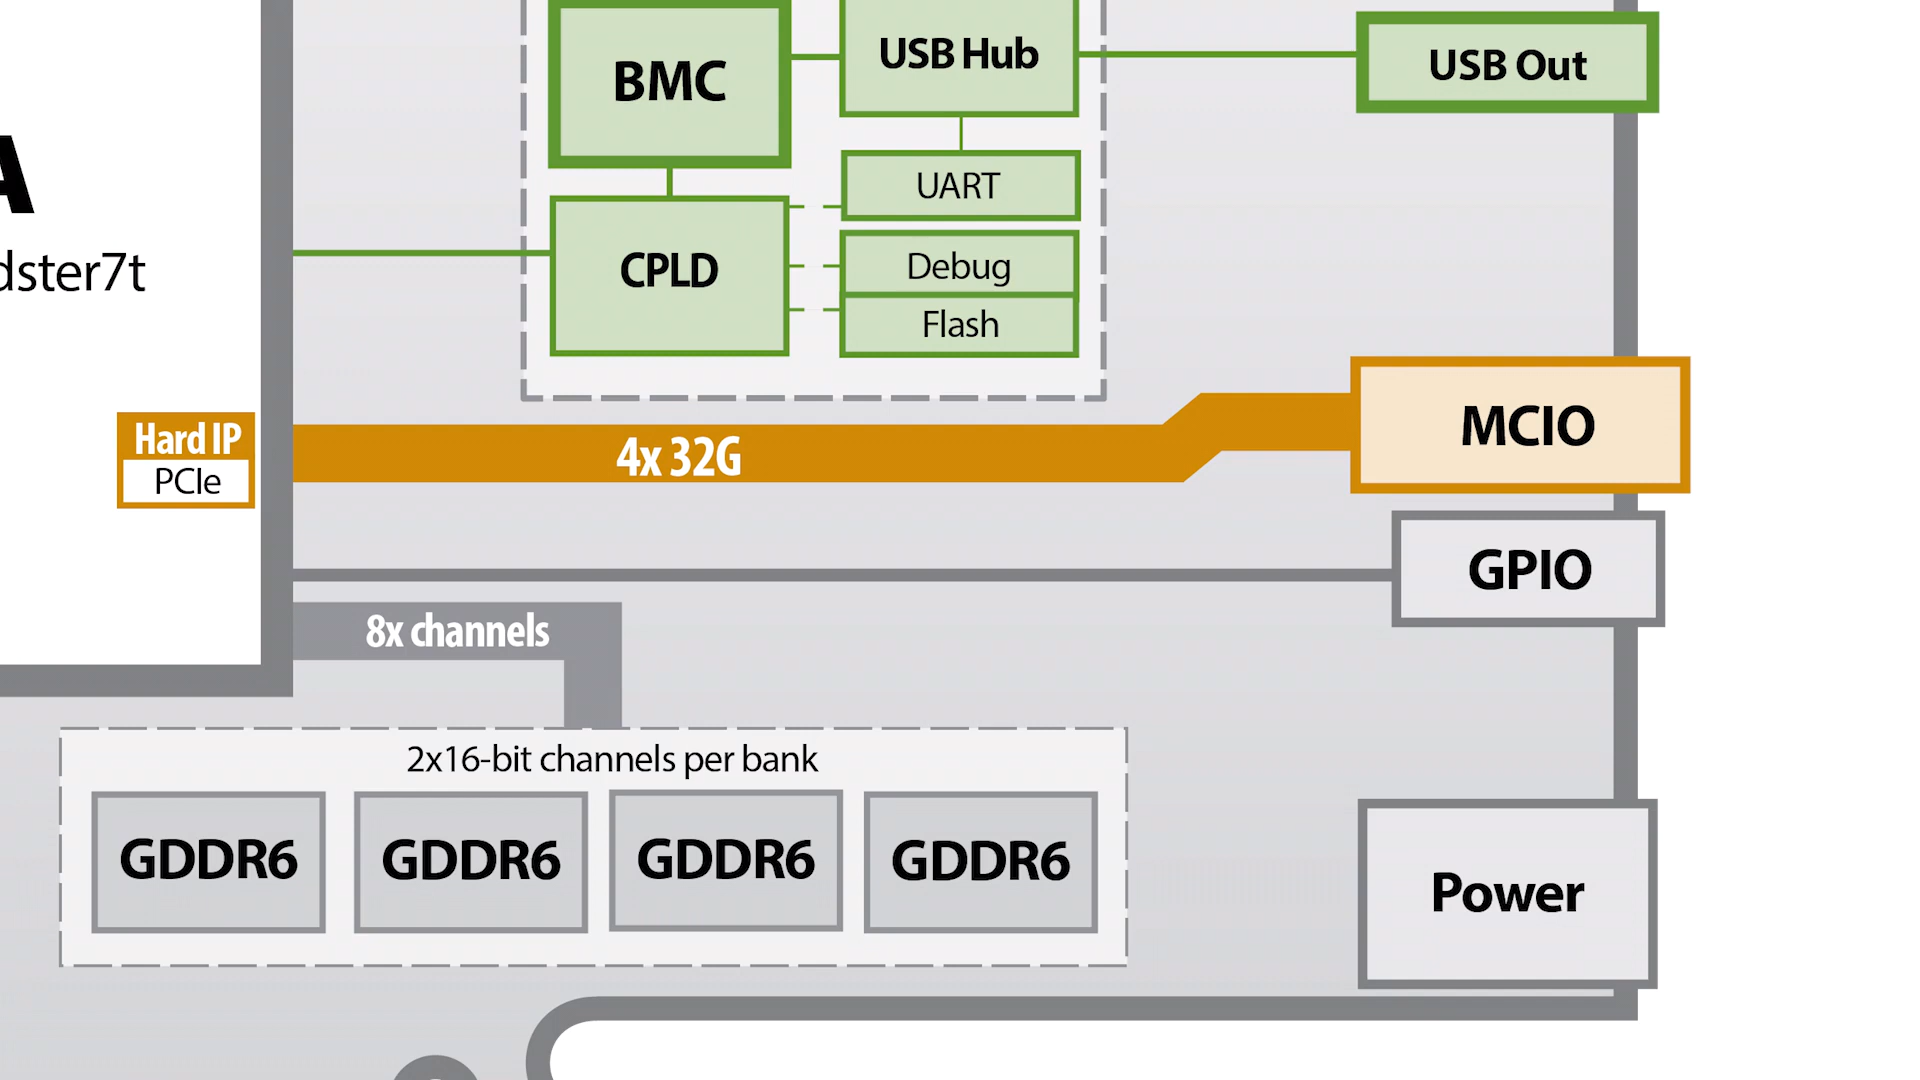 BMC
USB Hub
USB Out
UART
CPLD
Debug
Flash
dster7t
Hard IP
PCIe
4x 32G
MCIO
GPIO
8x channels
2x16-bit channels per bank
GDDR6
GDDR6
GDDR6
GDDR6
Power